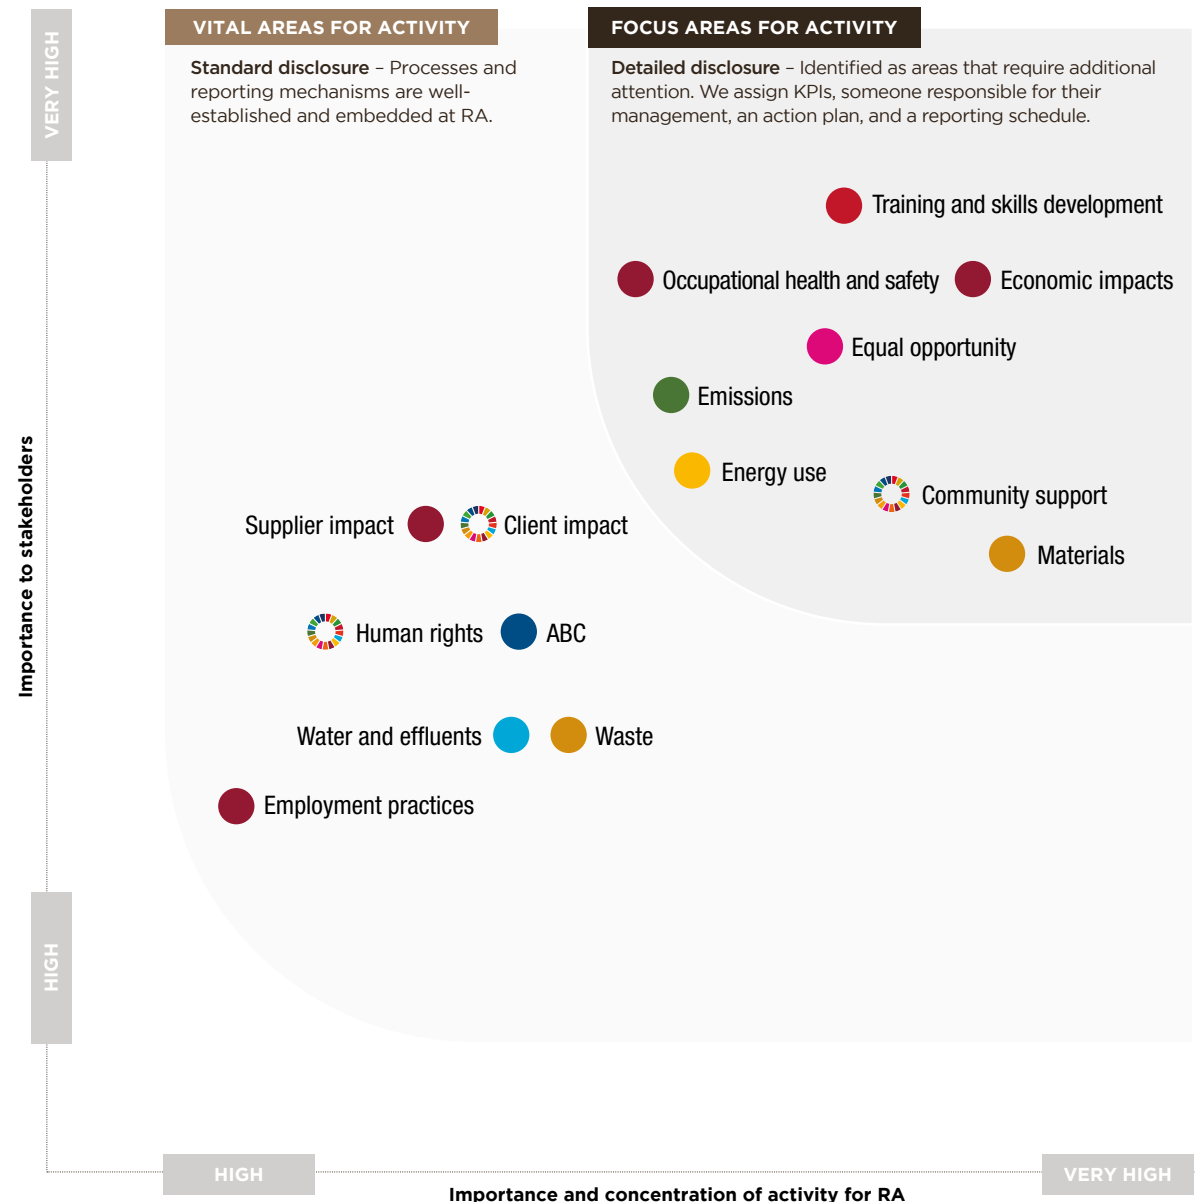 VITAL AREAS FOR ACTIVITY
Standard disclosure – Processes and
reporting mechanisms are well-
established and embedded at RA.
FOCUS AREAS FOR ACTIVITY
Detailed disclosure – Identified as areas that require additional
attention. We assign KPIs, someone responsible for their
management, an action plan, and a reporting schedule.
VERY HIGH
Importance to stakeholders
HIGH
Training and skills development
Occupational health and safety
Economic impacts
Equal opportunity
Emissions
Energy use
Community support
Materials
Supplier impact
Client impact
Human rights
ABC
Water and effluents
Waste
Employment practices
HIGH
Importance and concentration of activity for RA
VERY HIGH